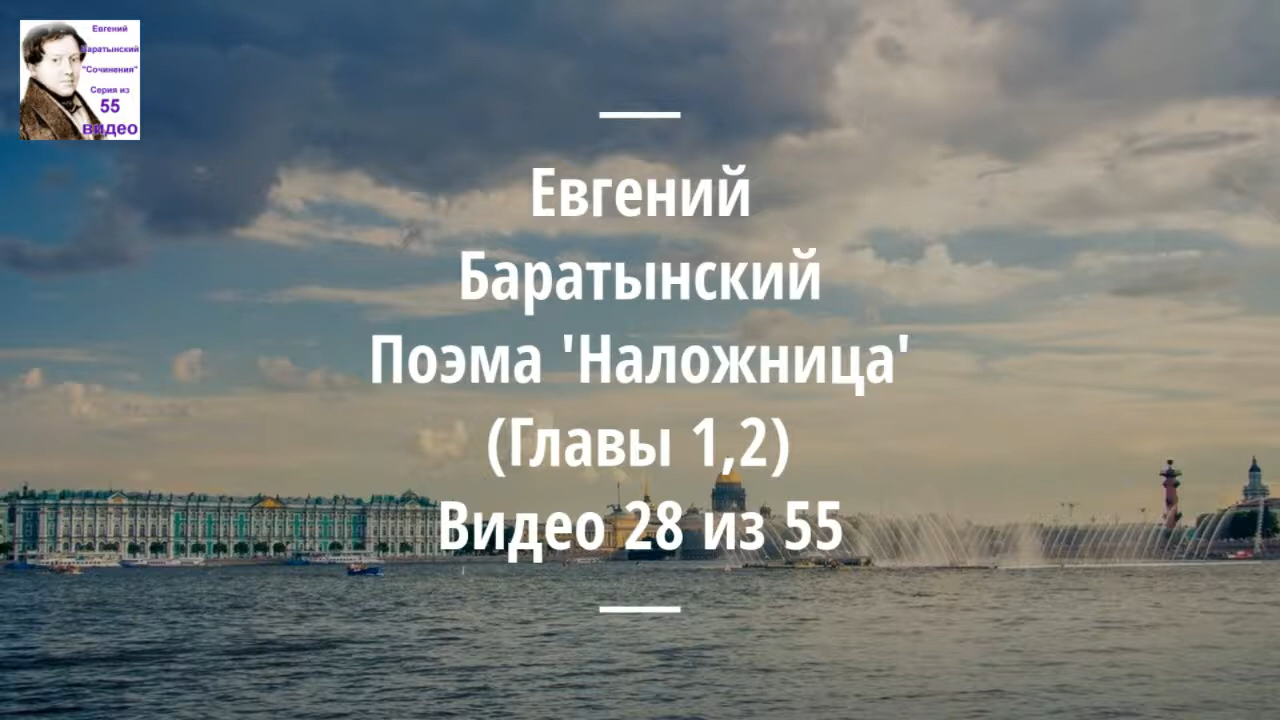 Евгений
Баратынский
"Сочинения"
Серия из
55
видео
Евгений
Баратынский
Поэма 'Наложница'
(Главы 1,2)
Видео 28 из 55